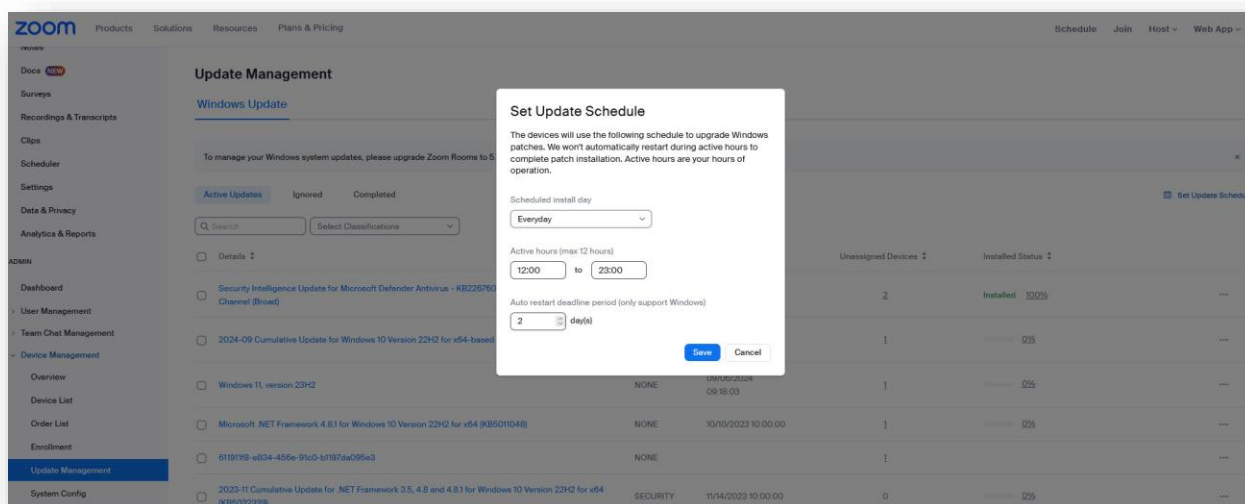 zoom Products Solutions Resources Plans & Pricing Schedule Join Host Web App
Notes
Docs NEW
Surveys
Recordings & Transcripts
Clips
Scheduler
Settings
Data & Privacy
Analytics & Reports
ADMIN
Dashboard
User Management
Team Chat Management
Device Management
Overview
Device List
Order List
Enrollment
Update Management
System Config
Update Management
Windows Update
To manage your Windows system updates, please upgrade Zoom Rooms to 5.
Active Updates Ignored Completed Set Update Schedu
Search Select Classifications
Details Unassigned Devices Installed Status
Security Intelligence Update for Microsoft Defender Antivirus - KB226760
Channel (Broad)
2 Installed 100%
2024-09 Cumulative Update for Windows 10 Version 22H2 for x64-based 1 0%
Windows 11, version 23H2 NONE 09/06/2024
09:18:03
1 0%
Microsoft .NET Framework 4.8.1 for Windows 10 Version 22H2 for x64 (KB5011048) NONE 10/10/2023 10:00:00 1 0%
NONE 1
2023-11 Cumulative Update for .NET Framework 3.5, 4.8 and 4.8.1 for Windows 10 Version 22H2 for x64
SECURITY 11/14/2023 10:00:00 0 0%
Set Update Schedule
The devices will use the following schedule to upgrade Windows
patches. We won't automatically restart during active hours to
complete patch installation. Active hours are your hours of
operation.
Scheduled install day
Everyday
Active hours (max 12 hours)
12:00 to 23:00
Auto restart deadline period (only support Windows)
2 day(s)
Save Cancel